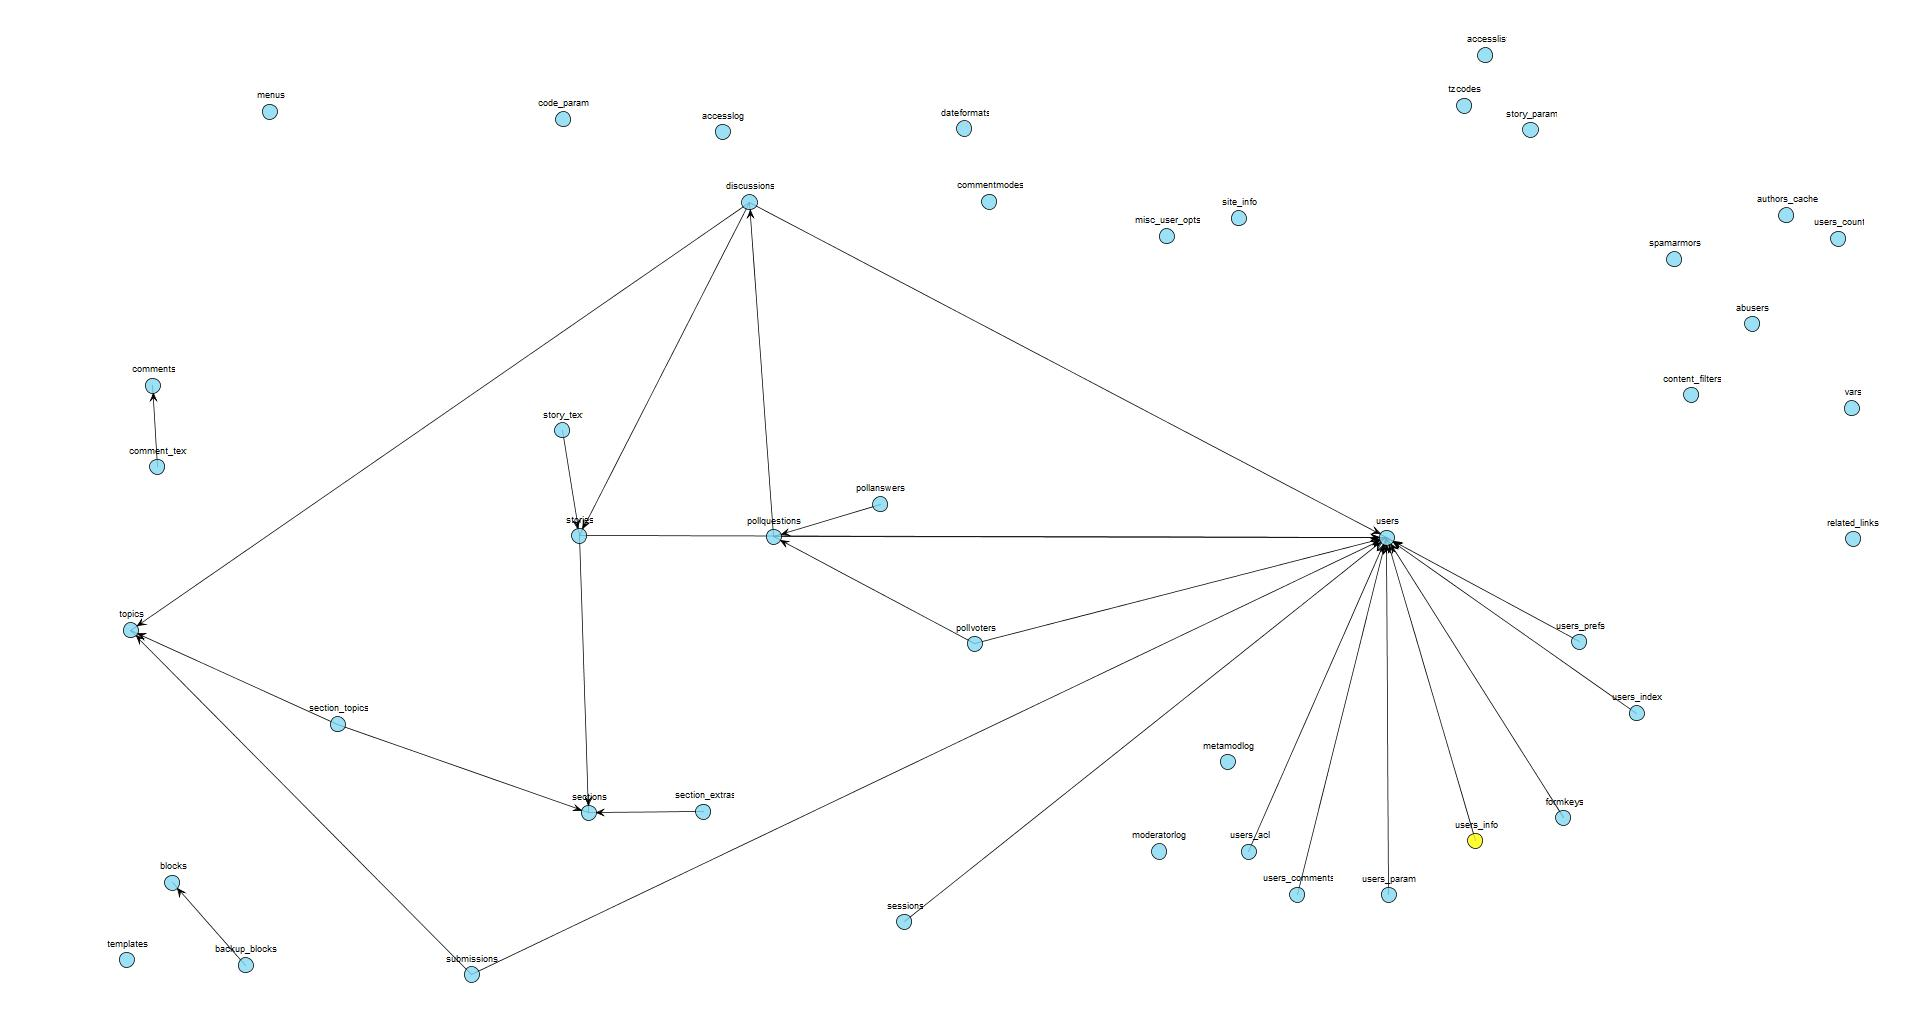 accesslis
tzcodes
story_param
menus
code_param
accesslog
dateformats
discussions
commentmodes
misc_user_opts
site_info
authors_cache
users_count
spamarmors
abusers
comments
content_filters
vars
story_tex
comment_tex
pollanswers
stories
pollquestions
users
related_links
topics
pollvoters
users_prefs
users_index
section_topics
metamodlog
sections
section_extras
formkeys
users_info
moderatorlog
users_acl
blocks
users_comments
users_param
sessions
templates
backup_blocks
submissions